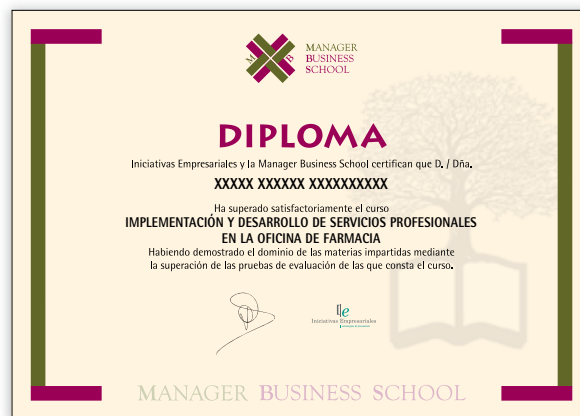 M B
MANAGER
BUSINESS
SCHOOL
DIPLOMA
Iniciativas Empresariales y la Manager Business School certifican que D. / Dña.
XXXXX XXXXXX XXXXXXXXXX
Ha superado satisfactoriamente el curso
IMPLEMENTACIÓN Y DESARROLLO DE SERVICIOS PROFESIONALES
EN LA OFICINA DE FARMACIA
Habiendo demostrado el dominio de las materias impartidas mediante
la superación de las pruebas de evaluación de las que consta el curso.
Iniciativas Empresariales
MANAGER BUSINESS SCHOOL